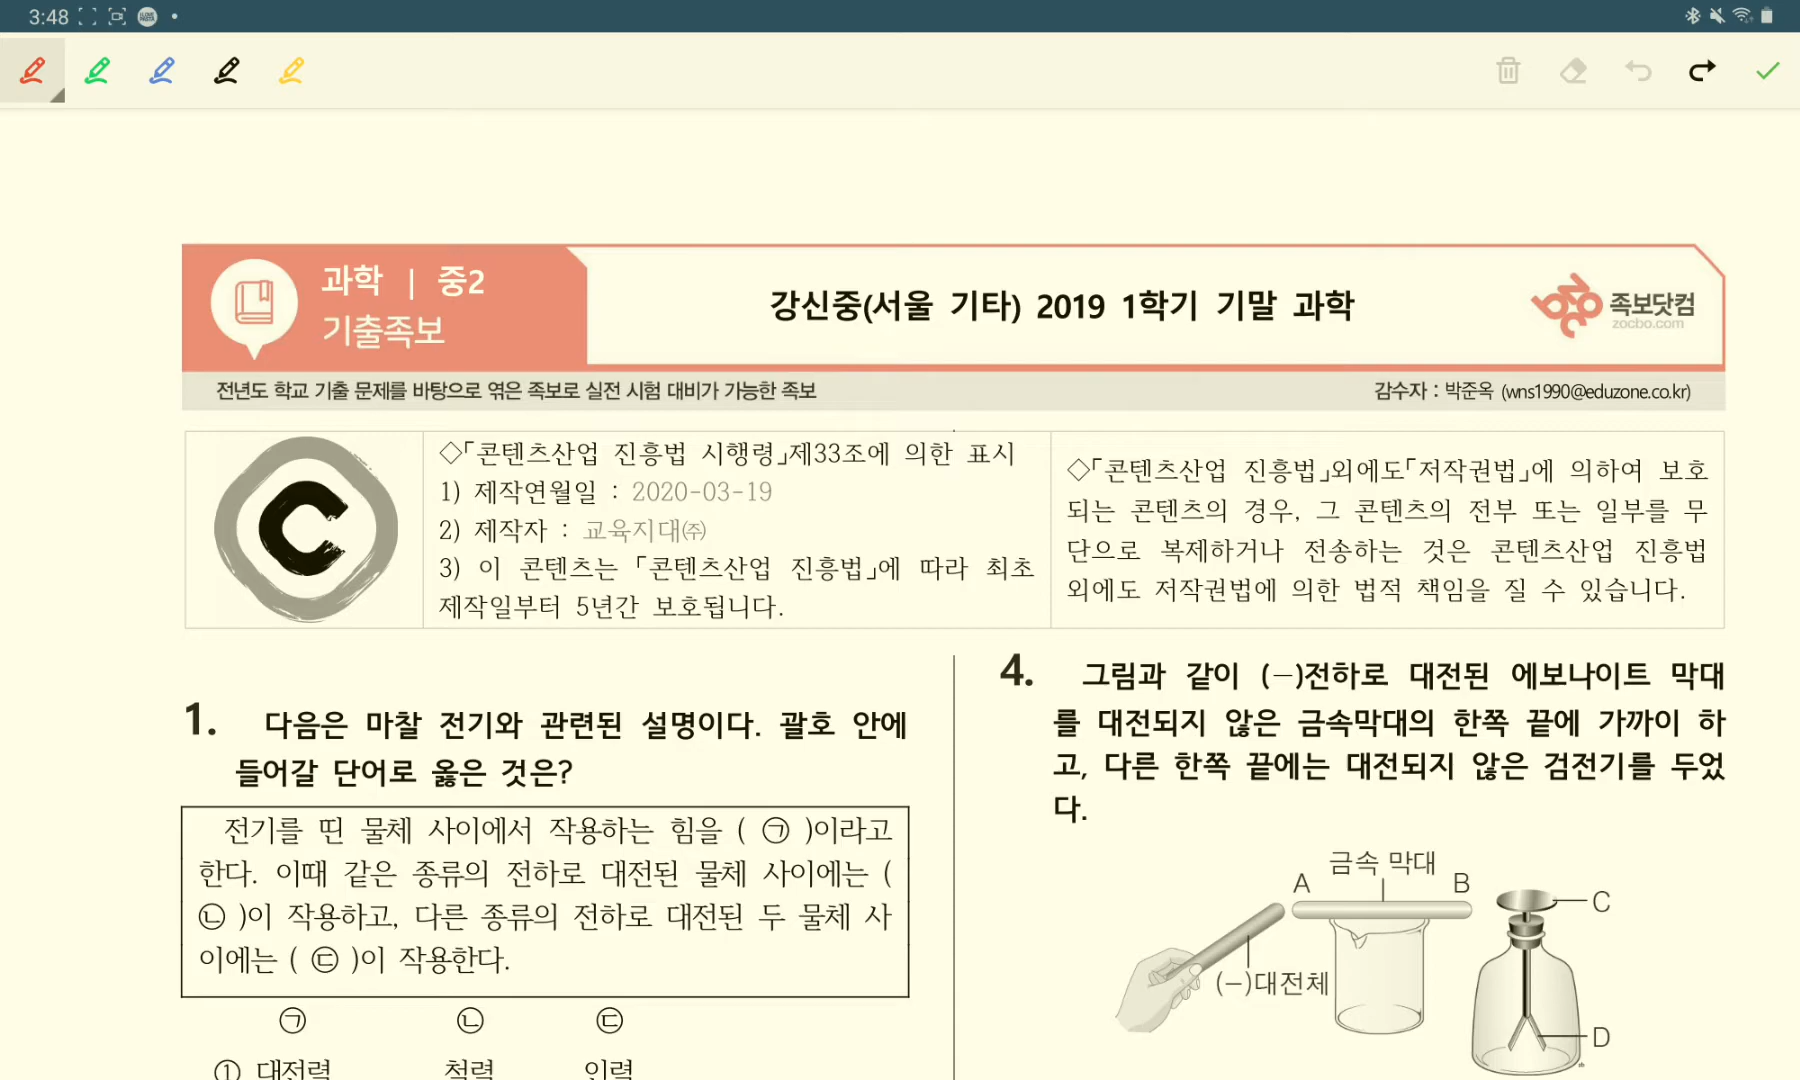 3:48
과학 | 중2
기출족보
강신중(서울 기타) 2019 1학기 기말 과학
족보닷컴
zocbo.com
전년도 학교 기출 문제를 바탕으로 엮은 족보로 실전 시험 대비가 가능한 족보
감수자 : 박준옥 (wns1990@eduzone.co.kr)
◇「콘텐츠산업 진흥법 시행령」제33조에 의한 표시
1) 제작연월일 : 2020-03-19
2) 제작자 : 교육지대㈜
3) 이 콘텐츠는 「콘텐츠산업 진흥법」에 따라 최초
제작일부터 5년간 보호됩니다.
◇「콘텐츠산업 진흥법」외에도「저작권법」에 의하여 보호
되는 콘텐츠의 경우, 그 콘텐츠의 전부 또는 일부를 무
단으로 복제하거나 전송하는 것은 콘텐츠산업 진흥법
외에도 저작권법에 의한 법적 책임을 질 수 있습니다.
1. 다음은 마찰 전기와 관련된 설명이다. 괄호 안에
들어갈 단어로 옳은 것은?
전기를 띤 물체 사이에서 작용하는 힘을 ( ㉠ )이라고
한다. 이때 같은 종류의 전하로 대전된 물체 사이에는 (
㉡ )이 작용하고, 다른 종류의 전하로 대전된 두 물체 사
이에는 ( ㉢ )이 작용한다.
㉠ ㉡ ㉢
① 대전력 척력 인력
4. 그림과 같이 (−)전하로 대전된 에보나이트 막대
를 대전되지 않은 금속막대의 한쪽 끝에 가까이 하
고, 다른 한쪽 끝에는 대전되지 않은 검전기를 두었
다.
금속 막대
A B
C
(−)대전체
D